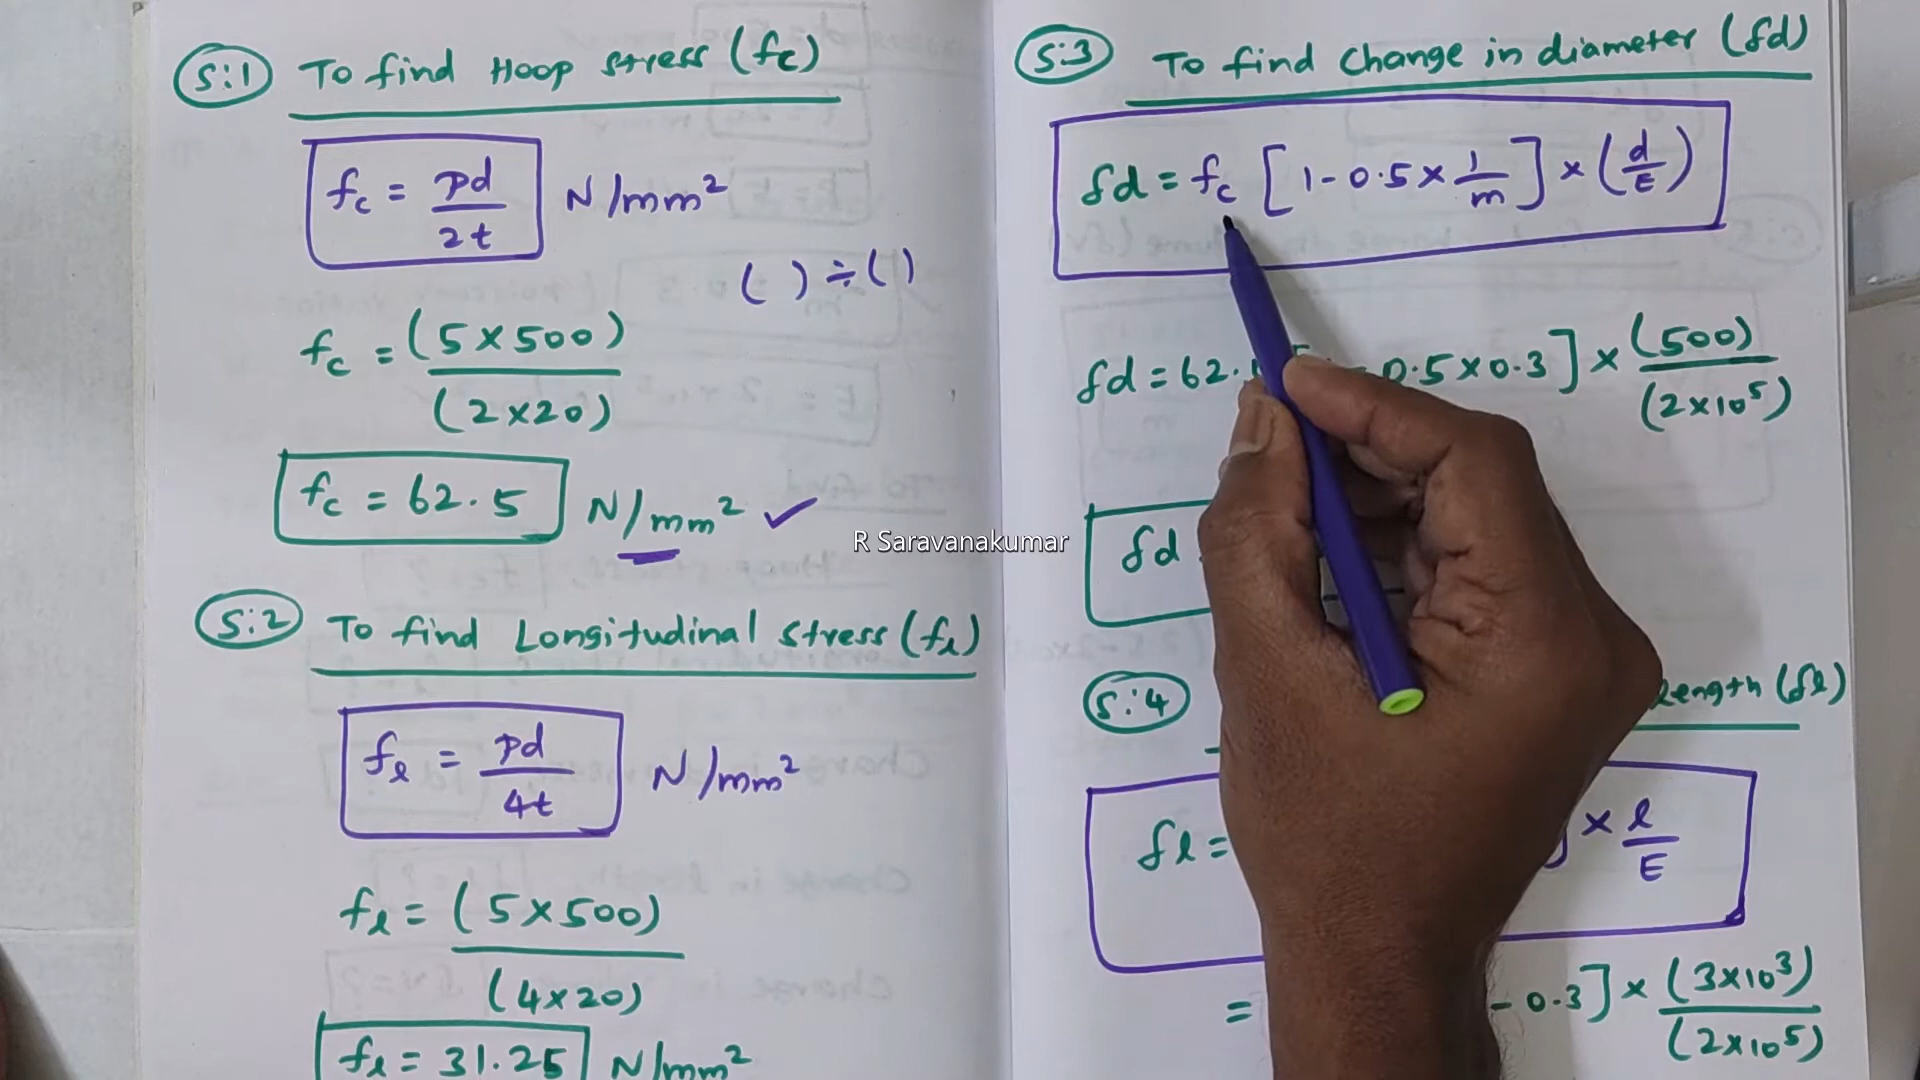 S:1 To find Hoop stress (fc)
fc = pd / 2t N/mm²
( ) ÷ ( )
fc = (5 x 500) / (2 x 20)
fc = 62.5 N/mm²
S:2 To find Longitudinal stress (fl)
fl = pd / 4t N/mm²
fl = (5 x 500) / (4 x 20)
fl = 31.25 N/mm²
S:3 To find Change in diameter (δd)
δd = fc [1 - 0.5 x 1/m] x (d/E)
δd = 62. 0.5 x 0.3] x (500) / (2 x 10⁵)
δd
S:4 length (δl)
δl = x l/E
= - 0.3] x (3 x 10³) / (2 x 10⁵)
R Saravanakumar